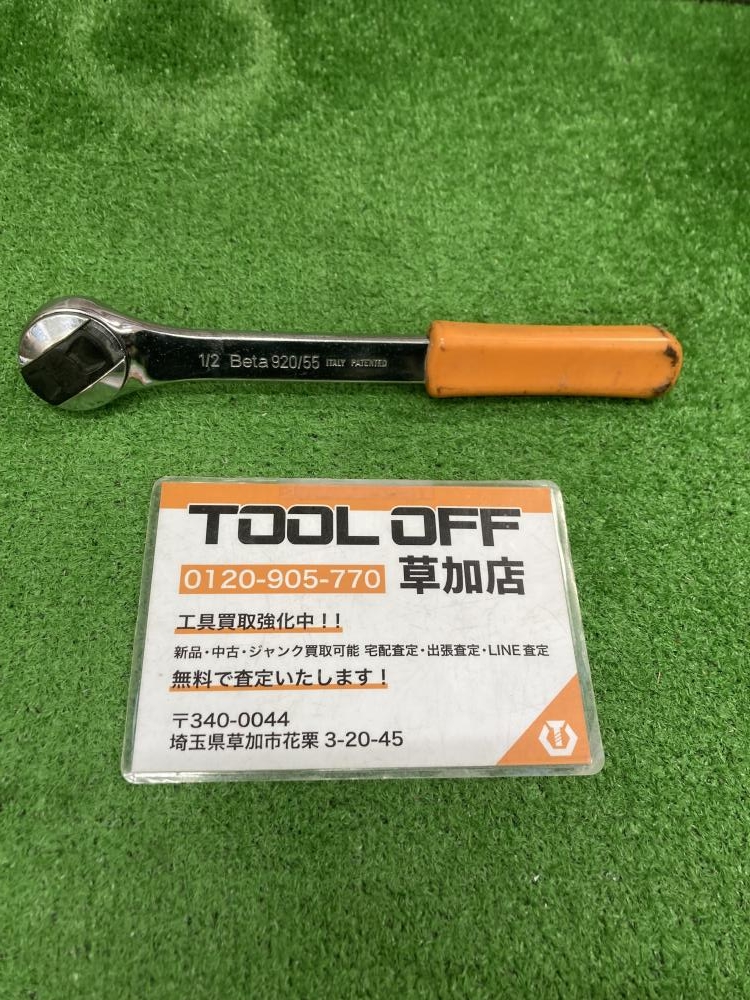 1/2 Beta 920/55 ITALY PATENTED
TOOL OFF
0120-905-770 草加店
工具買取強化中!!
新品・中古・ジャンク買取可能 宅配査定・出張査定・LINE査定
無料で査定いたします!
〒340-0044
埼玉県草加市花栗 3-20-45